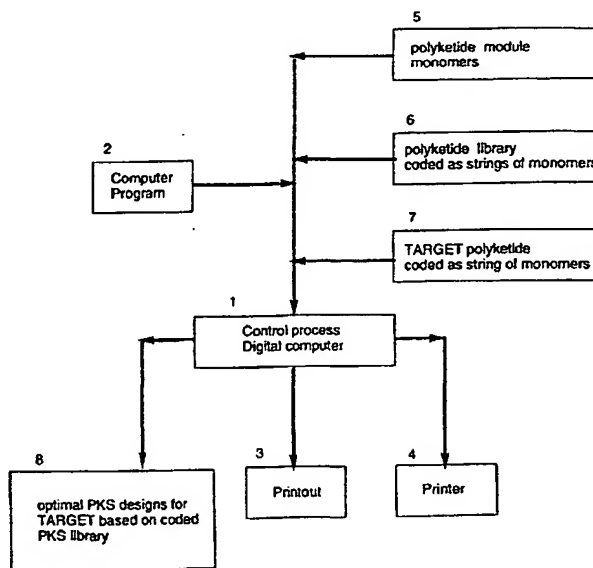 5
polyketide module
monomers
6
polyketide library
coded as strings of monomers
2
Computer
Program
7
TARGET polyketide
coded as string of monomers
1
Control process
Digital computer
8
optimal PKS designs for
TARGET based on coded
PKS library
3
Printout
4
Printer